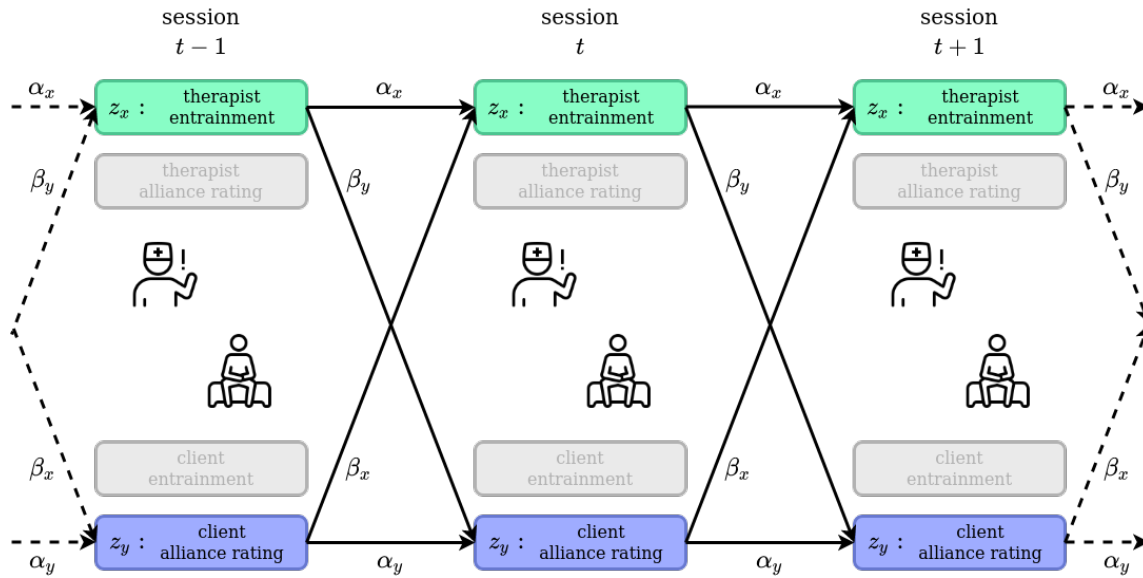 session
t − 1
session
t
session
t + 1
α_x
z_x : therapist
entrainment
α_x
z_x : therapist
entrainment
α_x
z_x : therapist
entrainment
α_x
therapist
alliance rating
therapist
alliance rating
therapist
alliance rating
β_y
β_y
β_y
β_y
!
!
!
β_x
β_x
β_x
β_x
client
entrainment
client
entrainment
client
entrainment
z_y : client
alliance rating
z_y : client
alliance rating
z_y : client
alliance rating
α_y
α_y
α_y
α_y